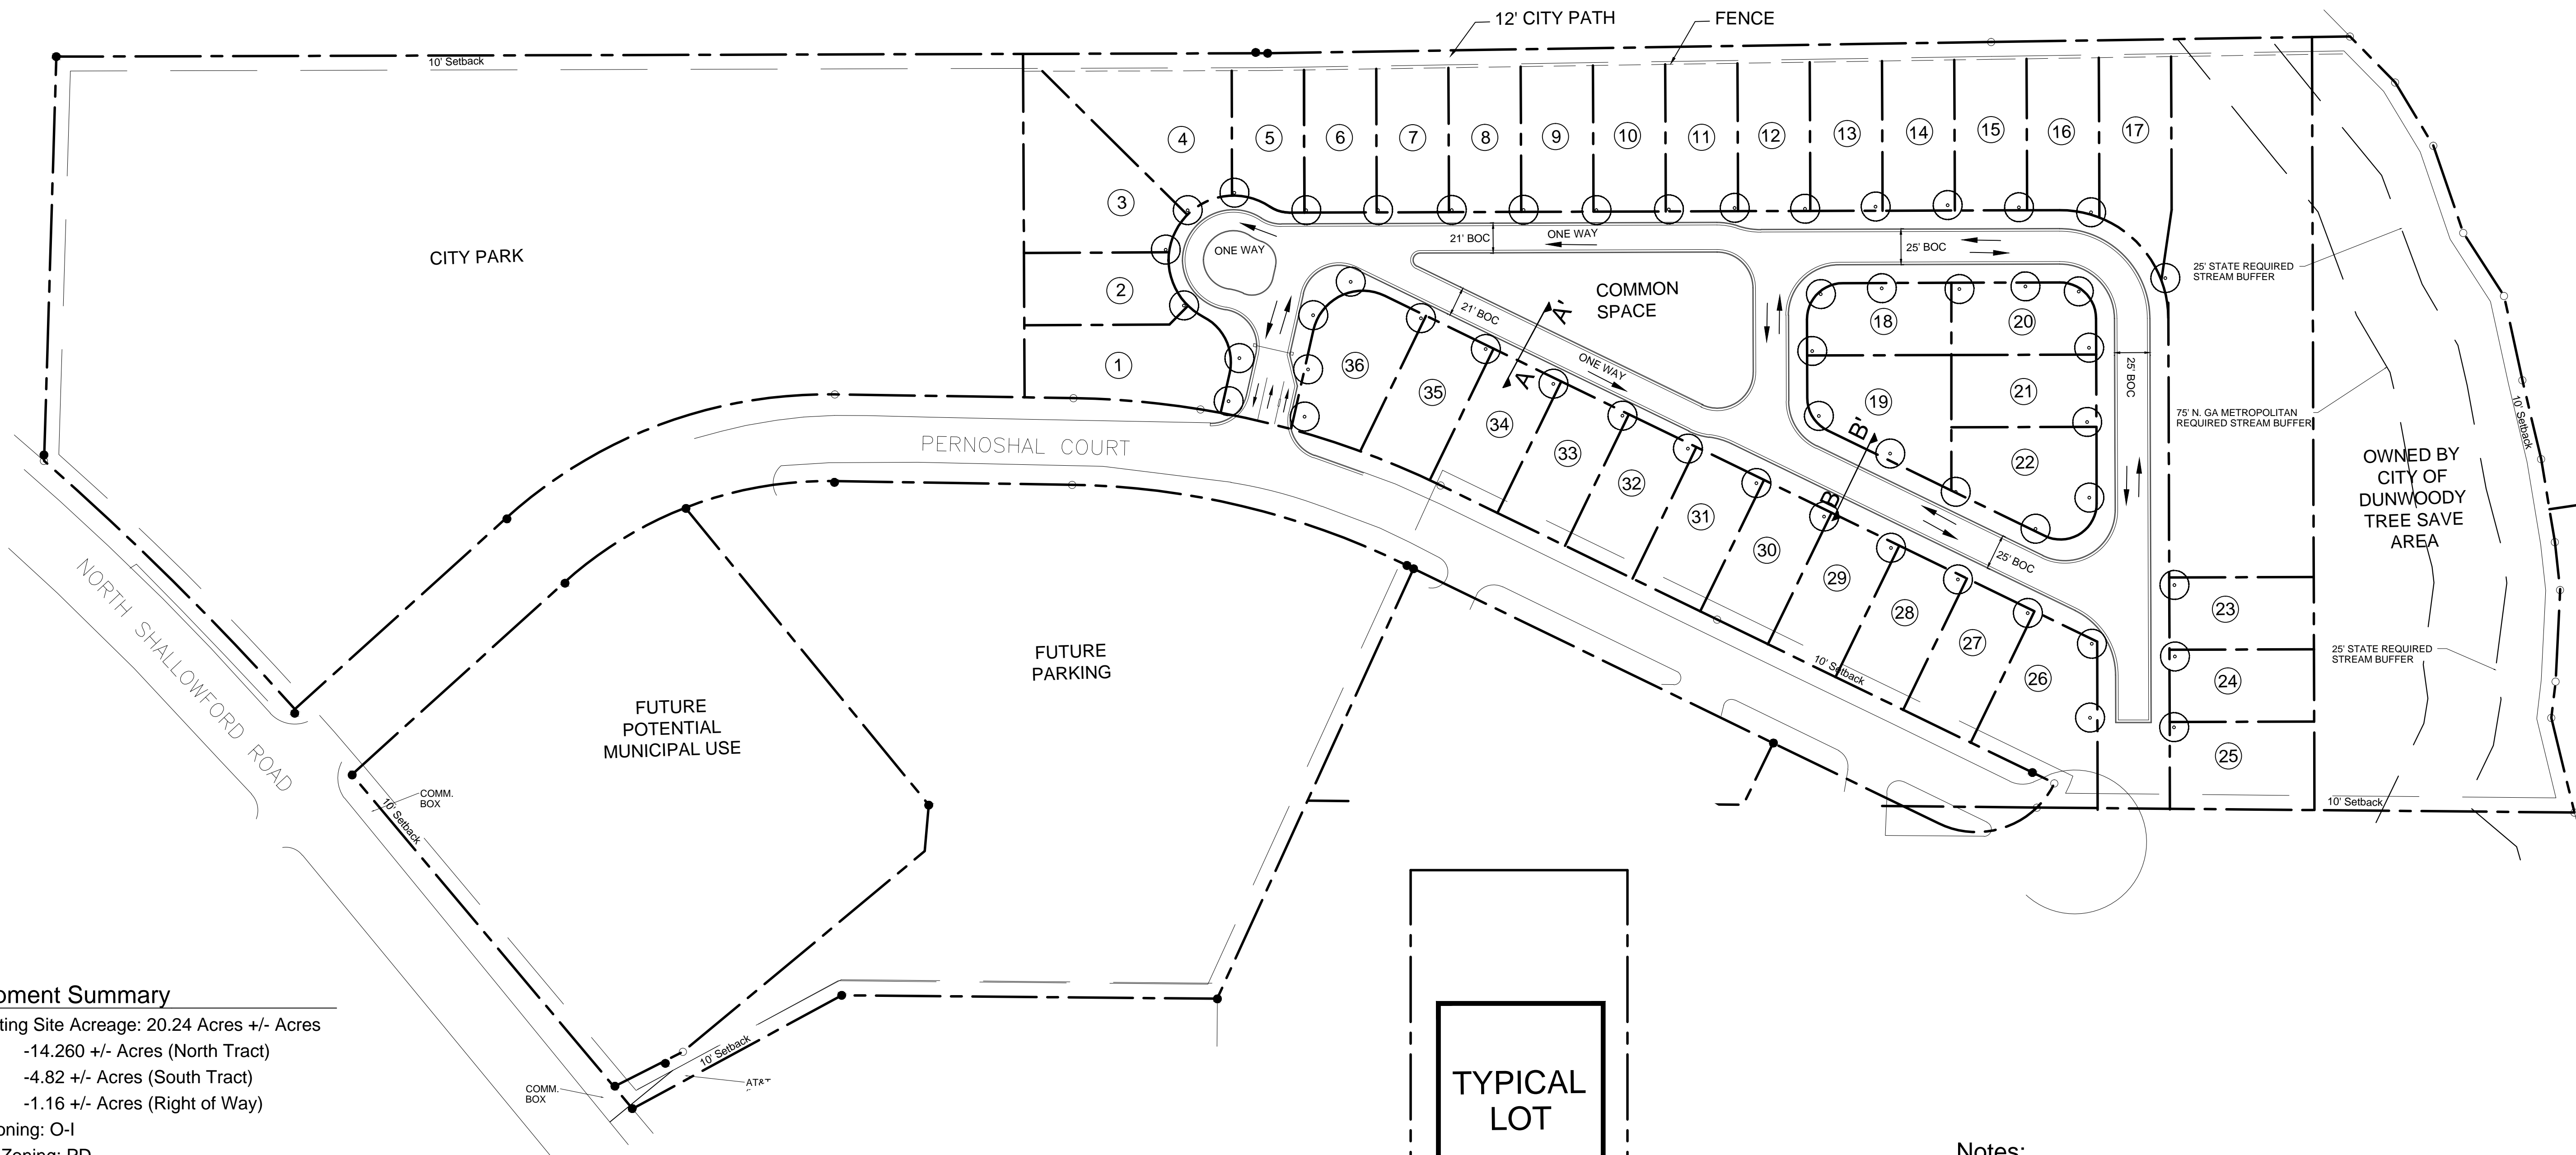 12' CITY PATH
FENCE
10' Setback
4
5
6
7
8
9
10
11
12
13
14
15
16
17
3
2
1
CITY PARK
ONE WAY
21' BOC
ONE WAY
25' BOC
25' STATE REQUIRED
STREAM BUFFER
COMMON
SPACE
A'
21' BOC
A
ONE WAY
18
20
19
21
22
25' BOC
B'
B
75' N. GA METROPOLITAN
REQUIRED STREAM BUFFER
10' Setback
OWNED BY
CITY OF
DUNWOODY
TREE SAVE
AREA
36
35
34
33
32
31
30
29
28
27
26
25' BOC
23
24
25
25' STATE REQUIRED
STREAM BUFFER
10' Setback
10' Setback
PERNOSHAL COURT
NORTH SHALLOWFORD ROAD
FUTURE
PARKING
FUTURE
POTENTIAL
MUNICIPAL USE
COMM.
BOX
10' Setback
10' Setback
COMM.
BOX
AT&T
oment Summary
ting Site Acreage: 20.24 Acres +/- Acres
-14.260 +/- Acres (North Tract)
-4.82 +/- Acres (South Tract)
-1.16 +/- Acres (Right of Way)
oning: O-I
Zoning: PD
TYPICAL
LOT
Notes: